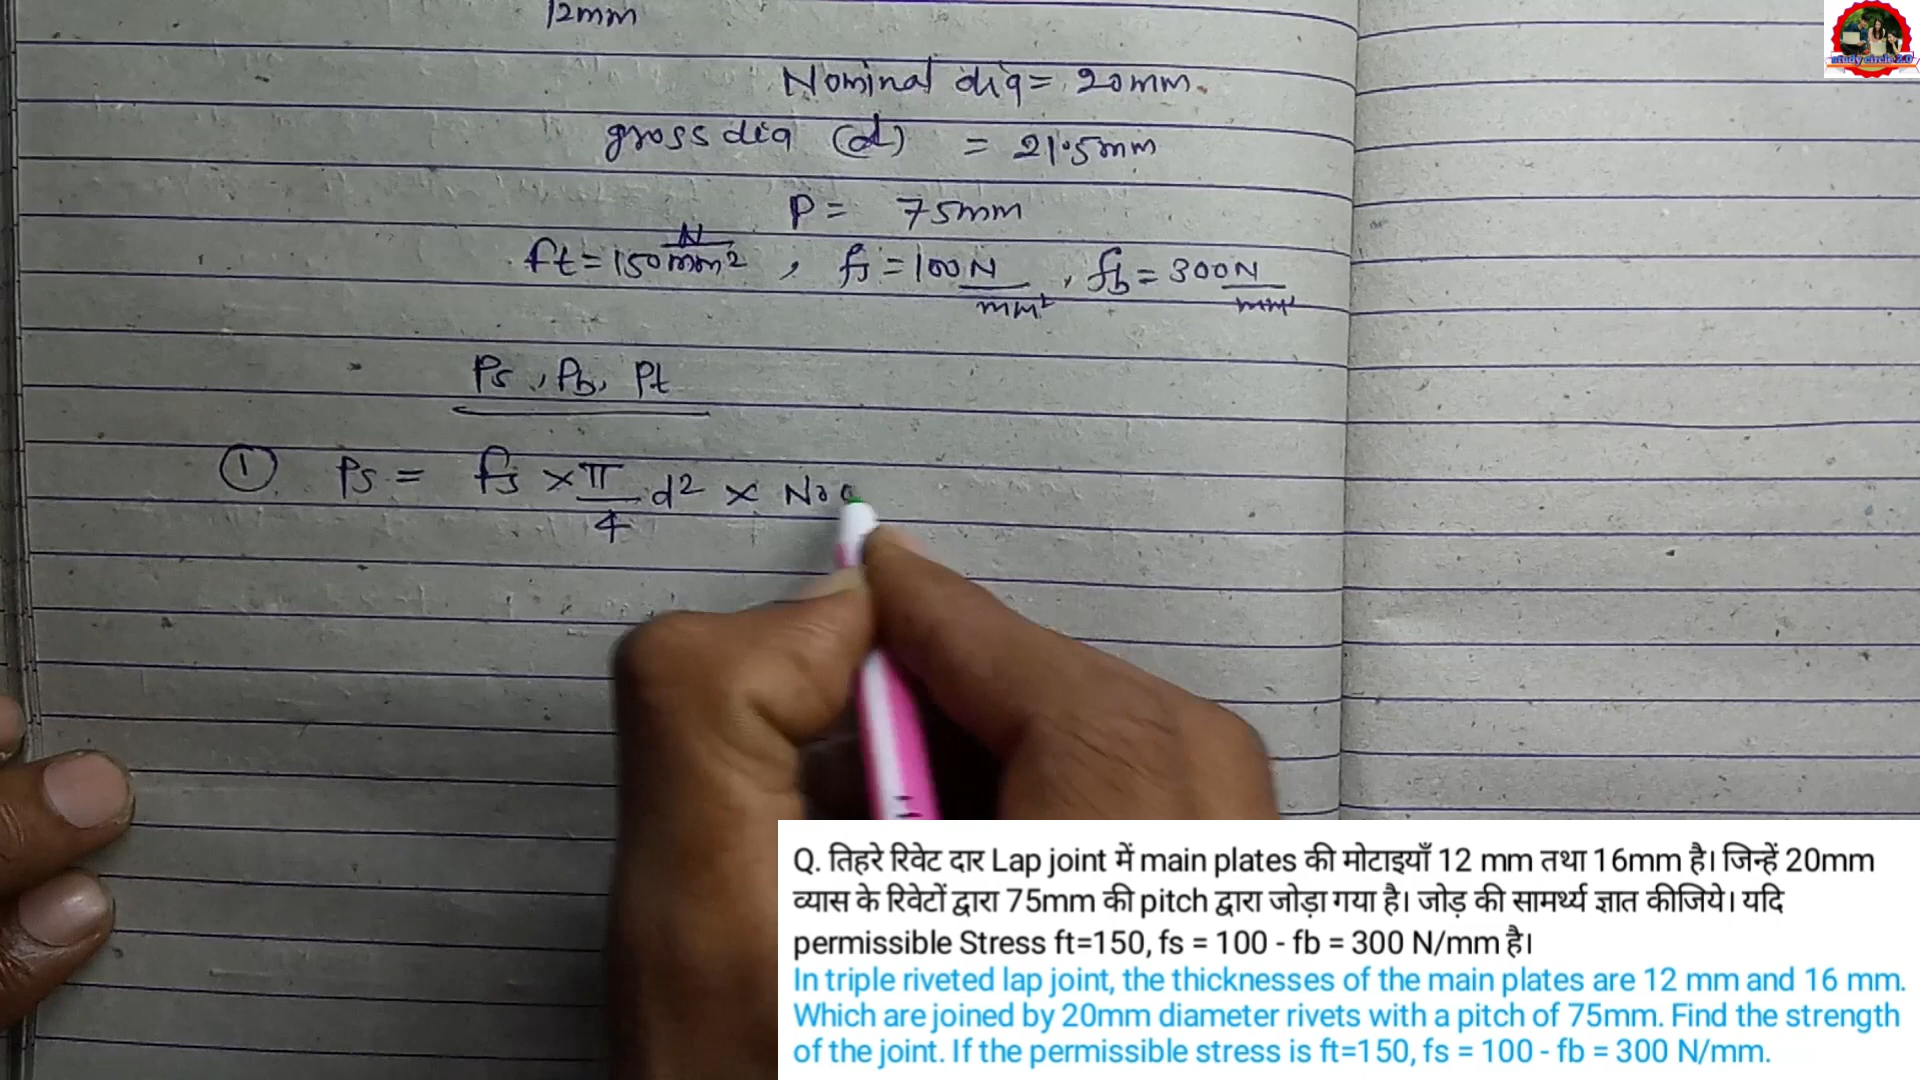 12mm
Nominal dia = 20mm.
gross dia (d) = 21.5mm
P = 75mm
ft = 150 N/mm2 , fs = 100 N/mm2 , fb = 300 N/mm2
Ps , Pb, Pt
① Ps = fs × π/4 d2 × No
study circle 2.0
Q. तिहरे रिवेट दार Lap joint में main plates की मोटाइयाँ 12 mm तथा 16mm है। जिन्हें 20mm
व्यास के रिवेटों द्वारा 75mm की pitch द्वारा जोड़ा गया है। जोड़ की सामर्थ्य ज्ञात कीजिये। यदि
permissible Stress ft=150, fs = 100 - fb = 300 N/mm है।
In triple riveted lap joint, the thicknesses of the main plates are 12 mm and 16 mm.
Which are joined by 20mm diameter rivets with a pitch of 75mm. Find the strength
of the joint. If the permissible stress is ft=150, fs = 100 - fb = 300 N/mm.